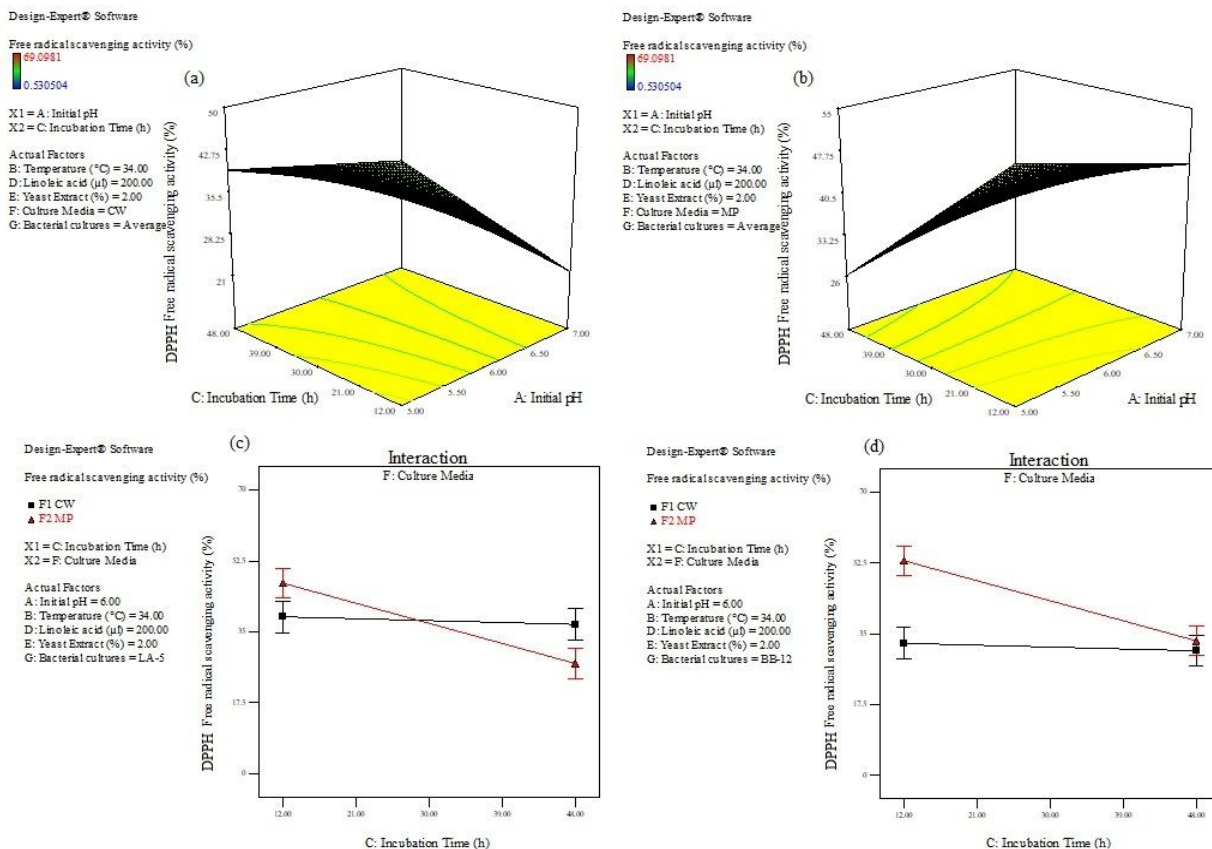 Design-Expert® Software
Free radical scavenging activity (%)
69.0981
0.530504
X1 = A: Initial pH
X2 = C: Incubation Time (h)
Actual Factors
B: Temperature (°C) = 34.00
D: Linoleic acid (µl) = 200.00
E: Yeast Extract (%) = 2.00
F: Culture Media = CW
G: Bacterial cultures = Average
(a)
DPPH Free radical scavenging activity (%)
50
42.75
35.5
28.25
21
48.00
39.00
30.00
21.00
12.00
5.00
5.50
6.00
6.50
7.00
C: Incubation Time (h)
A: Initial pH
Design-Expert® Software
Free radical scavenging activity (%)
69.0981
0.530504
X1 = A: Initial pH
X2 = C: Incubation Time (h)
Actual Factors
B: Temperature (°C) = 34.00
D: Linoleic acid (µl) = 200.00
E: Yeast Extract (%) = 2.00
F: Culture Media = MP
G: Bacterial cultures = Average
(b)
DPPH Free radical scavenging activity (%)
55
47.75
40.5
33.25
26
48.00
39.00
30.00
21.00
12.00
5.00
5.50
6.00
6.50
7.00
C: Incubation Time (h)
A: Initial pH
Design-Expert® Software
Free radical scavenging activity (%)
F1 CW
F2 MP
X1 = C: Incubation Time (h)
X2 = F: Culture Media
Actual Factors
A: Initial pH = 6.00
B: Temperature (°C) = 34.00
D: Linoleic acid (µl) = 200.00
E: Yeast Extract (%) = 2.00
G: Bacterial cultures = LA-5
(c)
Interaction
F: Culture Media
DPPH Free radical scavenging activity (%)
70
52.5
35
17.5
0
12.00
21.00
30.00
39.00
48.00
C: Incubation Time (h)
Design-Expert® Software
Free radical scavenging activity (%)
F1 CW
F2 MP
X1 = C: Incubation Time (h)
X2 = F: Culture Media
Actual Factors
A: Initial pH = 6.00
B: Temperature (°C) = 34.00
D: Linoleic acid (µl) = 200.00
E: Yeast Extract (%) = 2.00
G: Bacterial cultures = BB-12
(d)
Interaction
F: Culture Media
DPPH Free radical scavenging activity (%)
70
52.5
35
17.5
0
12.00
21.00
30.00
39.00
48.00
C: Incubation Time (h)